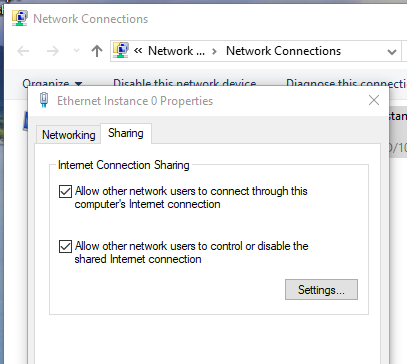 Network Connections
« Network ... > Network Connections
Organize Disable this network device Diagnose this connecti
Ethernet Instance 0 Properties
Networking Sharing
Internet Connection Sharing
Allow other network users to connect through this
computer's Internet connection
Allow other network users to control or disable the
shared Internet connection
Settings...